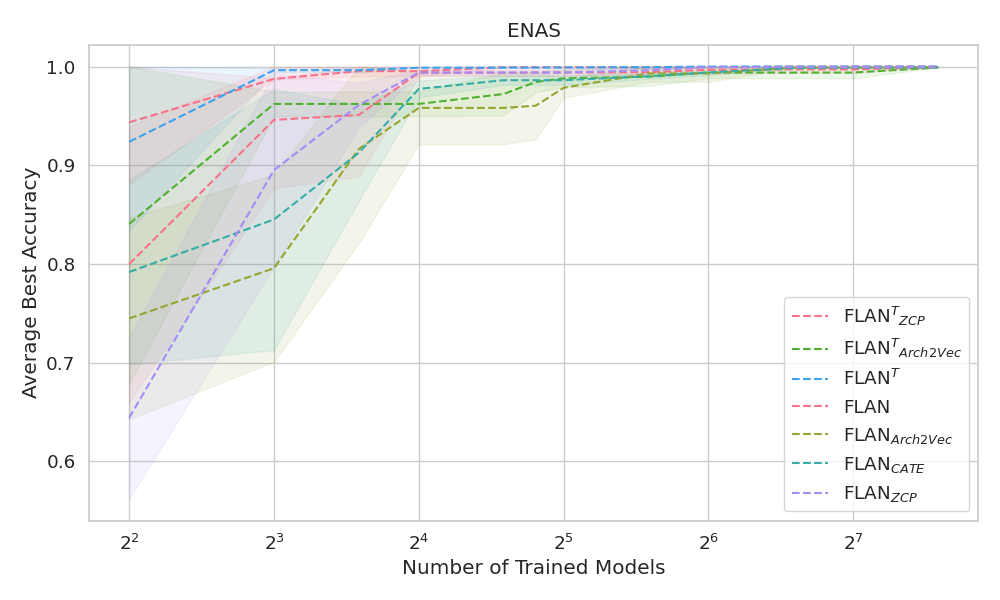 ENAS
Average Best Accuracy
1.0
0.9
0.8
0.7
0.6
2^2 2^3 2^4 2^5 2^6 2^7
Number of Trained Models
FLAN^T_ZCP
FLAN^T_Arch2Vec
FLAN^T
FLAN
FLAN_Arch2Vec
FLAN_CATE
FLAN_ZCP